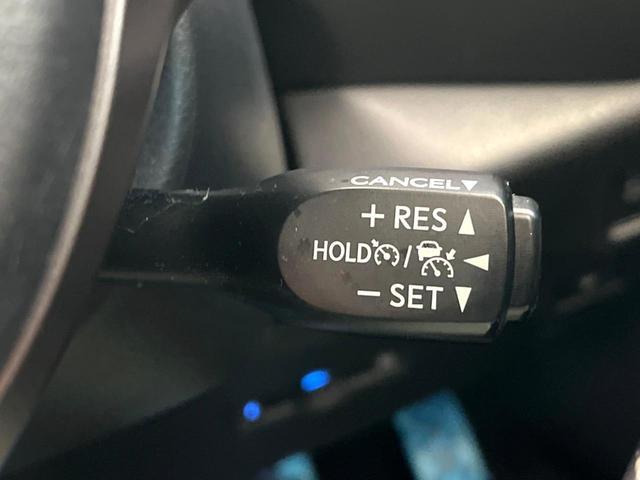 CANCEL▼
+ RES ▲
HOLD / ◀
− SET ▼